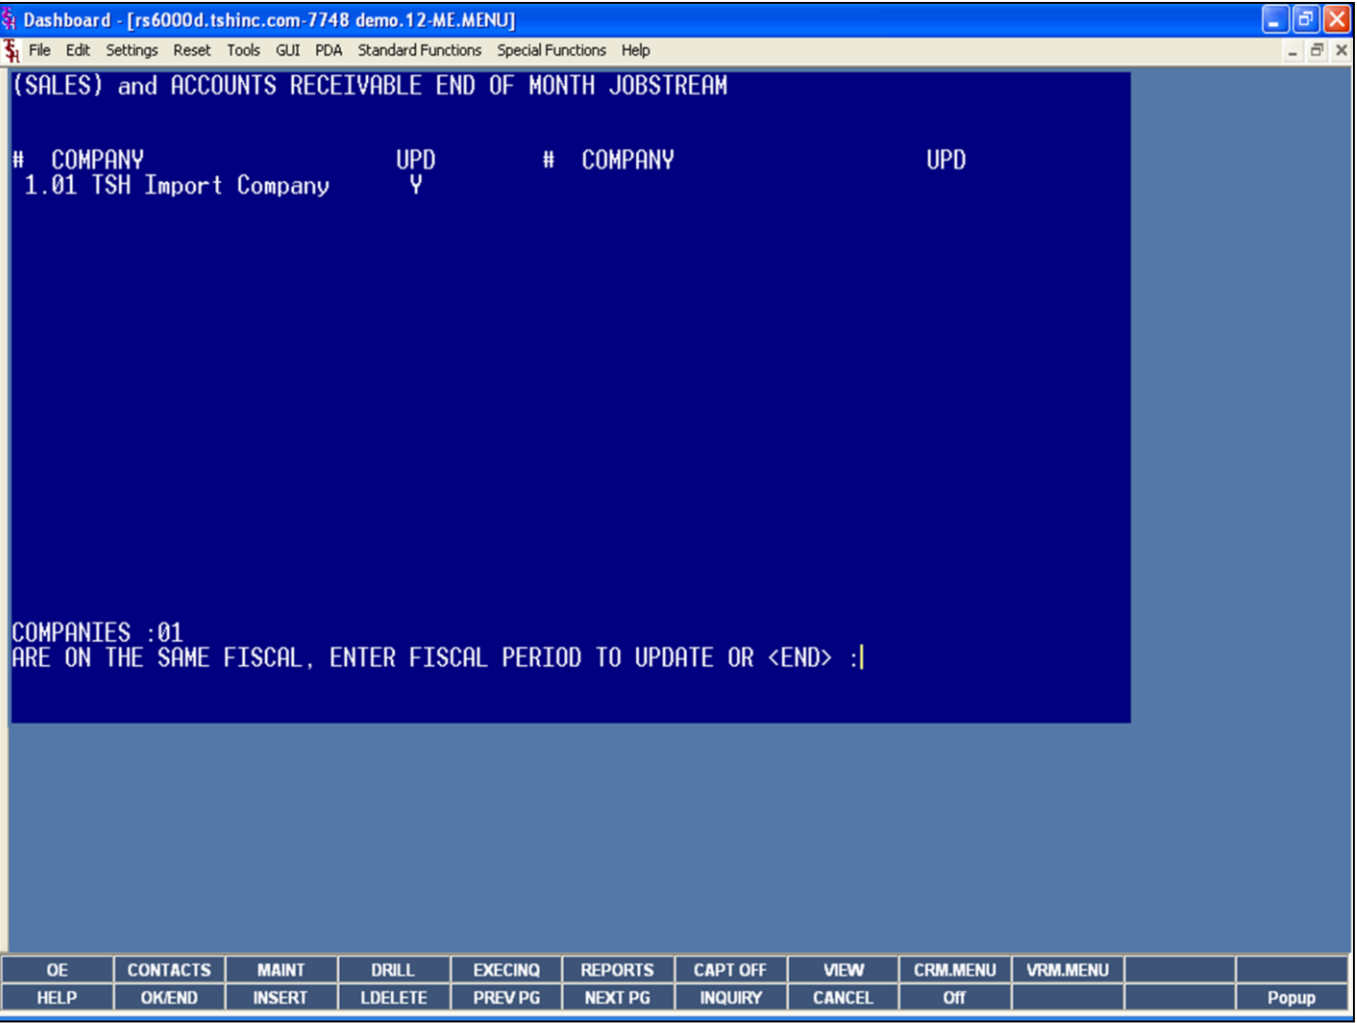 Dashboard - [rs6000d.tshinc.com-7748 demo.12-ME.MENU]
File Edit Settings Reset Tools GUI PDA Standard Functions Special Functions Help
(SALES) and ACCOUNTS RECEIVABLE END OF MONTH JOBSTREAM
# COMPANY UPD # COMPANY UPD
1.01 TSH Import Company Y
COMPANIES :01
ARE ON THE SAME FISCAL, ENTER FISCAL PERIOD TO UPDATE OR <END> :
OE CONTACTS MAINT DRILL EXECINQ REPORTS CAPT OFF VIEW CRM.MENU VRM.MENU
HELP OK/END INSERT LDELETE PREV PG NEXT PG INQUIRY CANCEL Off Popup